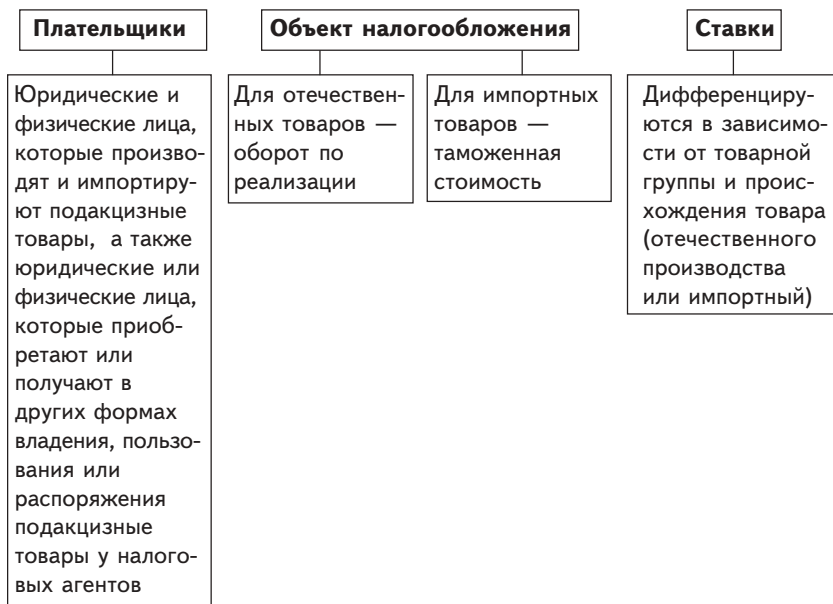 Плательщики
Юридические и
физические лица,
которые произво-
дят и импортиру-
ют подакцизные
товары, а также
юридические или
физические лица,
которые приоб-
ретают или
получают в
других формах
владения, пользо-
вания или
распоряжения
подакцизные
товары у налого-
вых агентов
Объект налогообложения
Для отечествен-
ных товаров —
оборот по
реализации
Для импортных
товаров —
таможенная
стоимость
Ставки
Дифференциру-
ются в зависимо-
сти от товарной
группы и проис-
хождения товара
(отечественного
производства
или импортный)